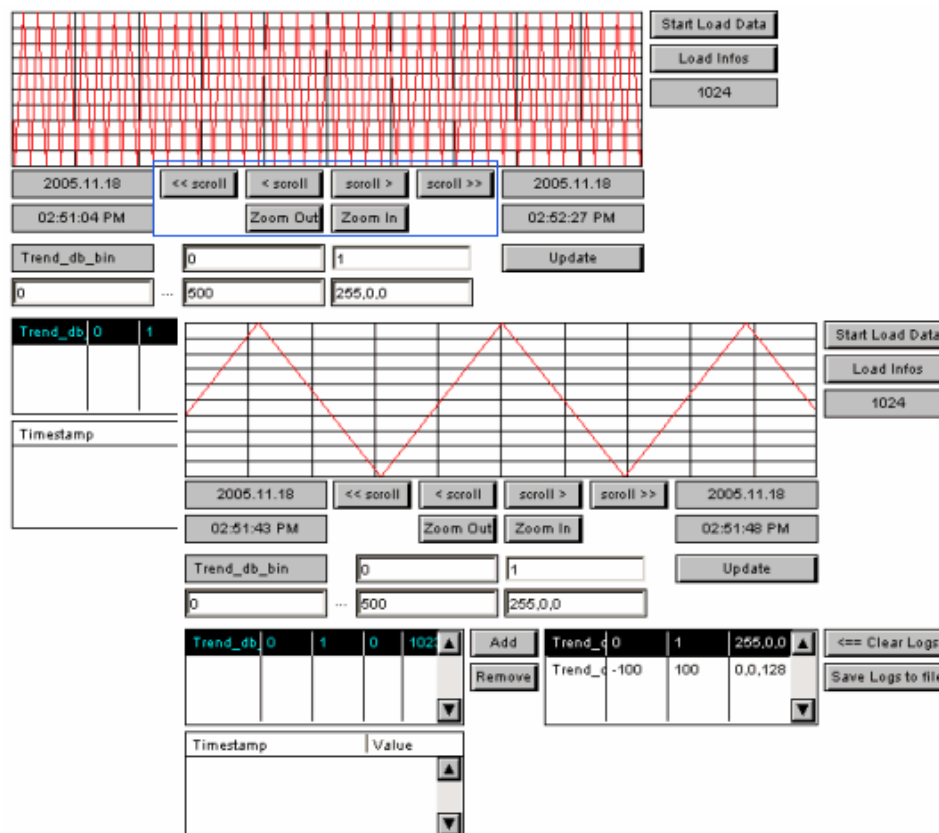 Start Load Data
Load Infos
1024
2005.11.18 << scroll < scroll scroll > scroll >> 2005.11.18
02:51:04 PM Zoom Out Zoom In 02:52:27 PM
Trend_db_bin 0 1 Update
0 ... 500 255,0,0
Trend_db_ 0 1
Timestamp
Start Load Data
Load Infos
1024
2005.11.18 << scroll < scroll scroll > scroll >> 2005.11.18
02:51:43 PM Zoom Out Zoom In 02:51:48 PM
Trend_db_bin 0 1 Update
0 ... 500 255,0,0
Trend_db_ 0 1 0 1023 Add Trend_d 0 1 255,0,0 <== Clear Logs
Remove Trend_d -100 100 0,0,128 Save Logs to file
Timestamp Value